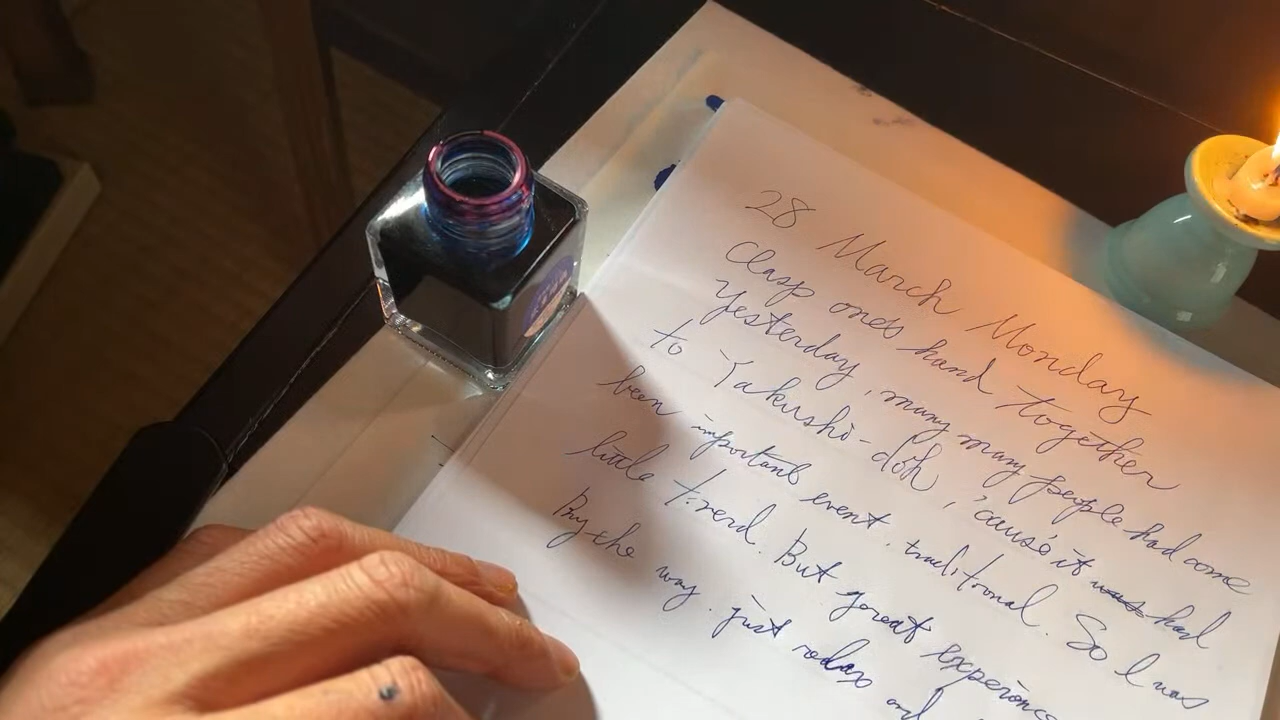 28 March Monday
Clasp ones hand together
Yesterday, many many people had come
to Yakushi-doh, 'cause it was had
been important event. traditional. So I was
little tired. But great experience
By the way. just relax and